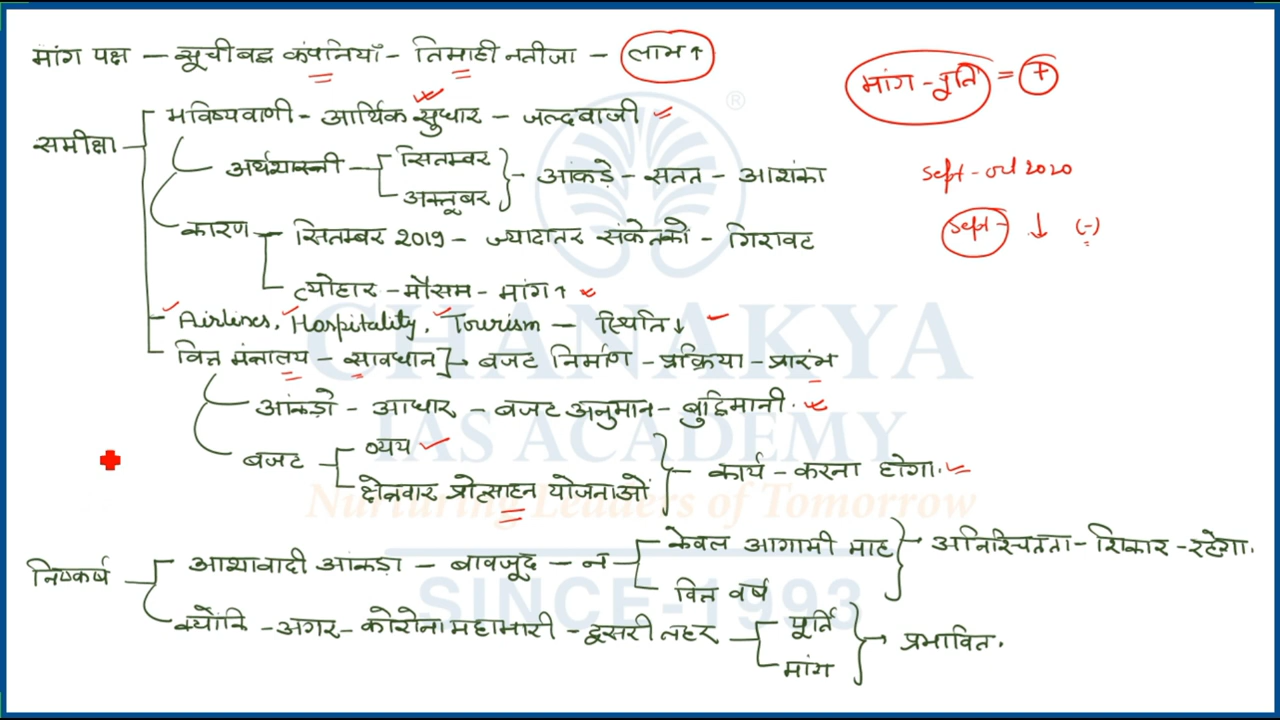 मांग पक्ष – सूचीबद्ध कंपनियाँ – तिमाही नतीजा – लाभ↑
मांग-पूर्ति = +
समीक्षा
भविष्यवाणी – आर्थिक सुधार – जल्दबाजी
अर्थशास्त्री – सितम्बर
अक्तूबर
– आंकड़े – सतत – आशंका
Sept-Oct 2020
कारण – सितम्बर 2019 – ज्यादातर संकेतको – गिरावट
Sept- ↓ (-)
त्योहार – मौसम – मांग↑
Airlines, Hospitality, Tourism – स्थिति↓
वित्त मंत्रालय – सावधान → बजट निर्माण – प्रक्रिया – प्रारंभ
आंकड़ो – आधार – बजट अनुमान – बुद्धिमानी.
बजट – व्यय
क्षेत्रवार प्रोत्साहन योजनाओं
– कार्य – करना होगा.
निष्कर्ष
आशावादी आंकड़ा – बावजूद – न – केवल आगामी माह
वित्त वर्ष
→ अनिश्चितता – शिकार – रहेगा.
क्योंकि – अगर – कोरोना महामारी – दूसरी लहर – पूर्ति
मांग
→ प्रभावित.
CHANAKYA
IAS ACADEMY
Nurturing Leaders of Tomorrow
SINCE-1993
®